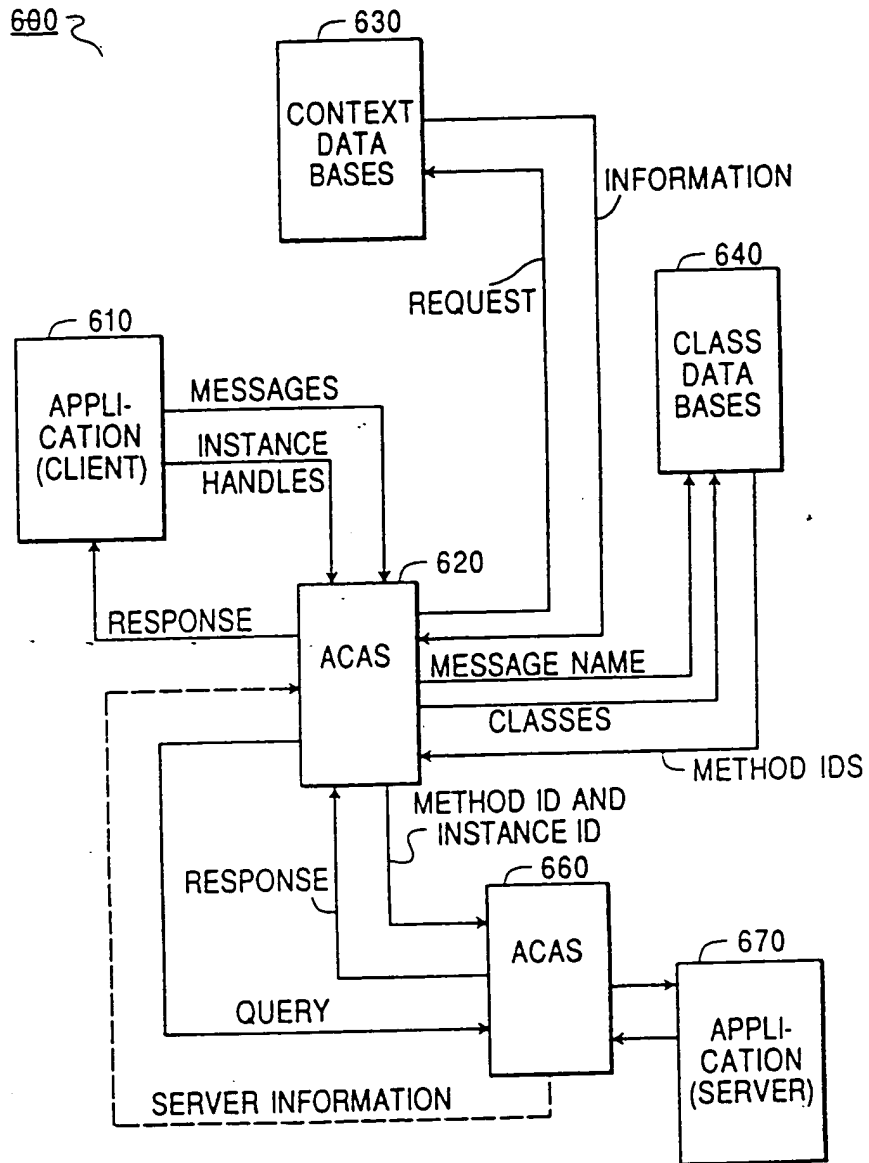 600
630
CONTEXT
DATA
BASES
INFORMATION
REQUEST
640
CLASS
DATA
BASES
610
APPLI-
CATION
(CLIENT)
MESSAGES
INSTANCE
HANDLES
620
ACAS
RESPONSE
MESSAGE NAME
CLASSES
METHOD IDS
METHOD ID AND
INSTANCE ID
RESPONSE
660
ACAS
QUERY
670
APPLI-
CATION
(SERVER)
SERVER INFORMATION